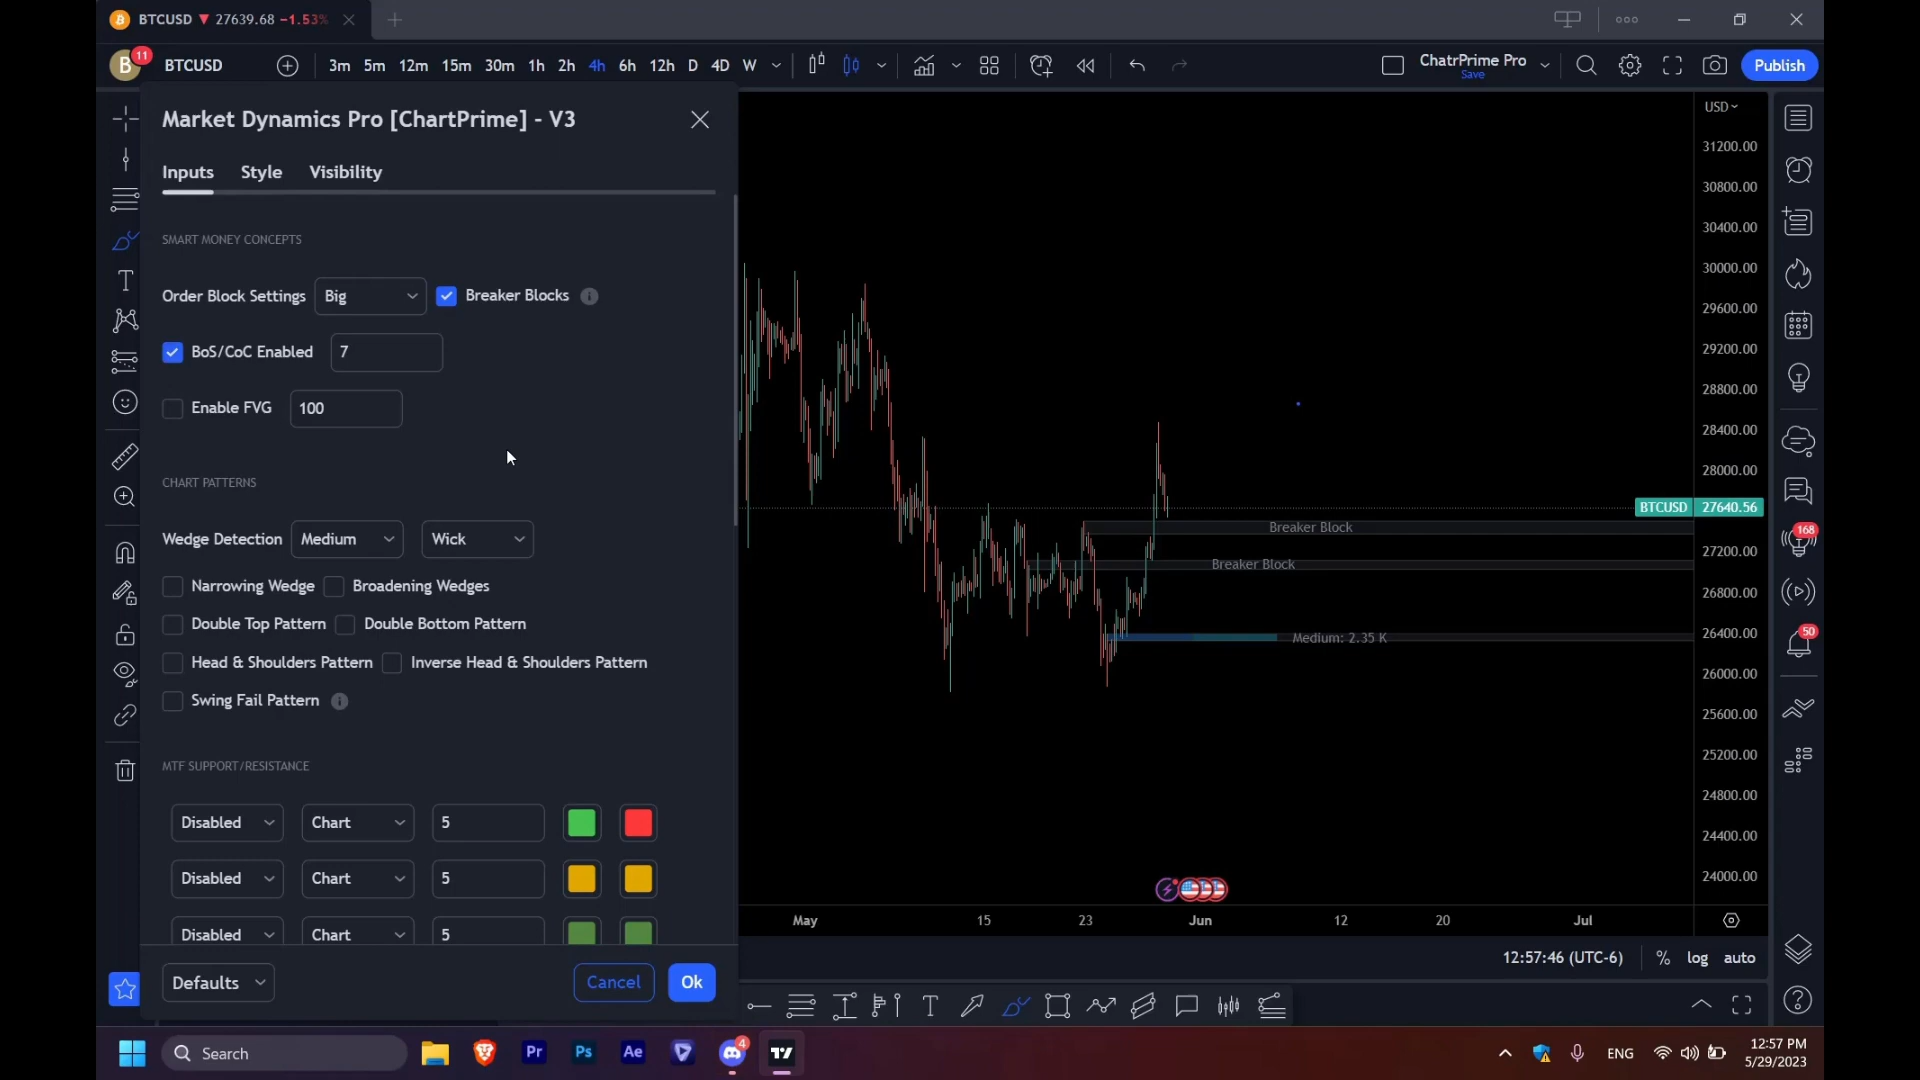 BTCUSD ▼ 27639.68 −1.53%
B 11 BTCUSD 3m 5m 12m 15m 30m 1h 2h 4h 6h 12h D 4D W ChatrPrime Pro Save Publish
Market Dynamics Pro [ChartPrime] - V3
Inputs Style Visibility
SMART MONEY CONCEPTS
Order Block Settings Big Breaker Blocks
BoS/CoC Enabled 7
Enable FVG 100
CHART PATTERNS
Wedge Detection Medium Wick
Narrowing Wedge Broadening Wedges
Double Top Pattern Double Bottom Pattern
Head & Shoulders Pattern Inverse Head & Shoulders Pattern
Swing Fail Pattern
MTF SUPPORT/RESISTANCE
Disabled Chart 5
Disabled Chart 5
Disabled Chart 5
Defaults Cancel Ok
USD
31200.00
30800.00
30400.00
30000.00
29600.00
29200.00
28800.00
28400.00
28000.00
BTCUSD 27640.56
Breaker Block
27200.00
Breaker Block
26800.00
26400.00
Medium: 2.35 K
26000.00
25600.00
25200.00
24800.00
24400.00
24000.00
May 15 23 Jun 12 20 Jul
12:57:46 (UTC-6) % log auto
168
50
Search Pr Ps Ae 4 ENG
12:57 PM
5/29/2023